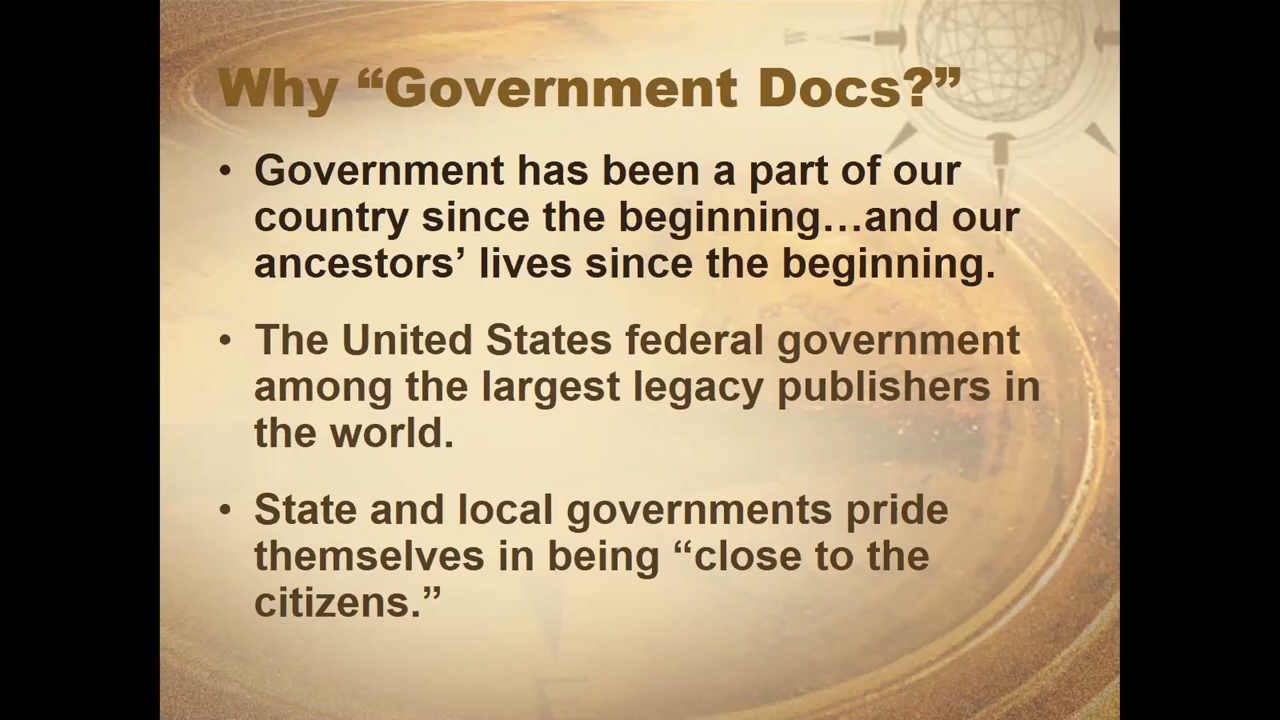 Why “Government Docs?”
• Government has been a part of our
country since the beginning…and our
ancestors’ lives since the beginning.
• The United States federal government
among the largest legacy publishers in
the world.
• State and local governments pride
themselves in being “close to the
citizens.”